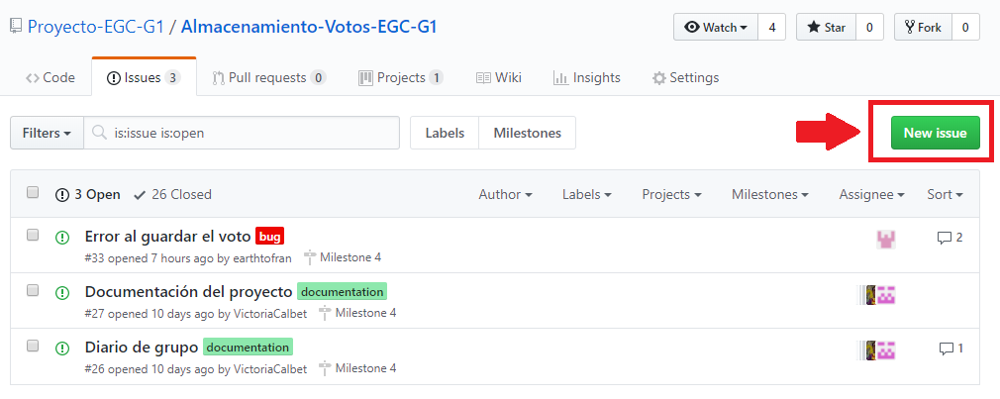 Proyecto-EGC-G1 / Almacenamiento-Votos-EGC-G1 Watch 4 Star 0 Fork 0
Code Issues 3 Pull requests 0 Projects 1 Wiki Insights Settings
Filters is:issue is:open Labels Milestones New issue
3 Open 26 Closed Author Labels Projects Milestones Assignee Sort
Error al guardar el voto bug 2
#33 opened 7 hours ago by earthtofran Milestone 4
Documentación del proyecto documentation
#27 opened 10 days ago by VictoriaCalbet Milestone 4
Diario de grupo documentation 1
#26 opened 10 days ago by VictoriaCalbet Milestone 4